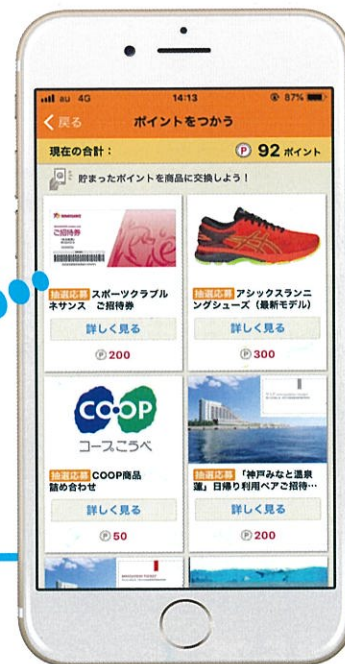 au 4G 14:13 87%
戻る ポイントをつかう
現在の合計： P 92 ポイント
貯まったポイントを商品に交換しよう！
ご招待券
抽選応募 スポーツクラブル
ネサンス ご招待券
詳しく見る
P 200
抽選応募 アシックスランニ
ングシューズ（最新モデル）
詳しく見る
P 300
CO·OP
コープこうべ
抽選応募 COOP商品
詰め合わせ
詳しく見る
P 50
抽選応募 「神戸みなと温泉
蓮」日帰り利用ペアご招待…
詳しく見る
P 200